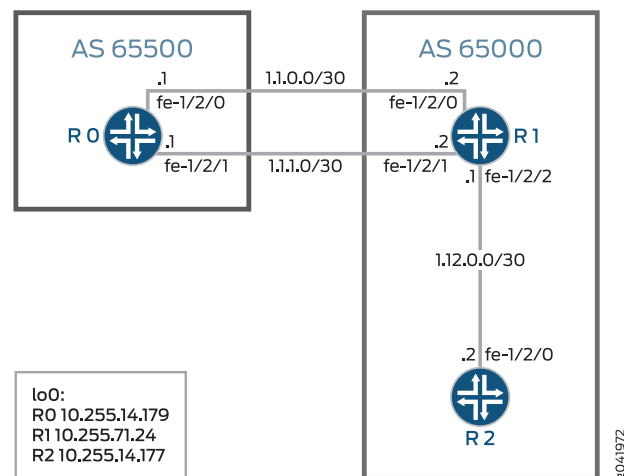 AS 65500
AS 65000
.1 1.1.0.0/30 .2
fe-1/2/0 fe-1/2/0
R 0 R 1
.1 .2
fe-1/2/1 1.1.1.0/30 fe-1/2/1
.1 fe-1/2/2
1.12.0.0/30
.2 fe-1/2/0
R 2
lo0:
R0 10.255.14.179
R1 10.255.71.24
R2 10.255.14.177
g041972